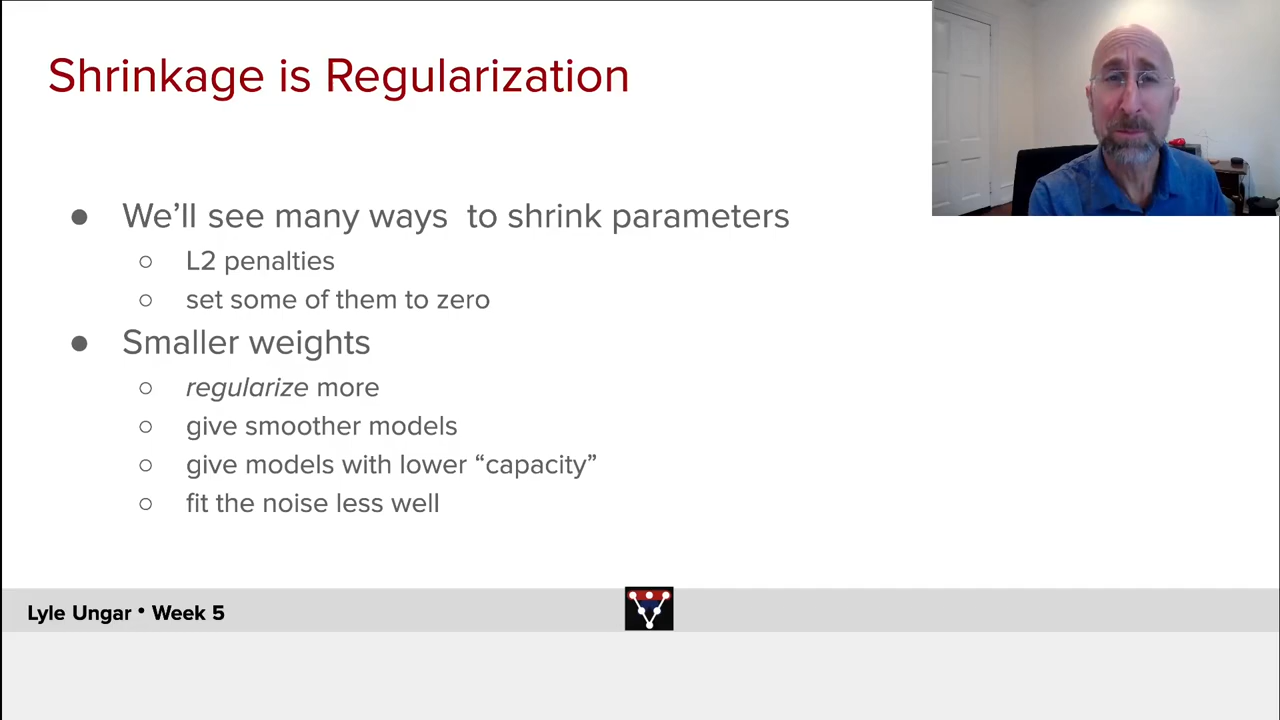 Shrinkage is Regularization
● We’ll see many ways  to shrink parameters
○ L2 penalties
○ set some of them to zero
● Smaller weights
○ regularize more
○ give smoother models
○ give models with lower “capacity”
○ fit the noise less well
Lyle Ungar • Week 5